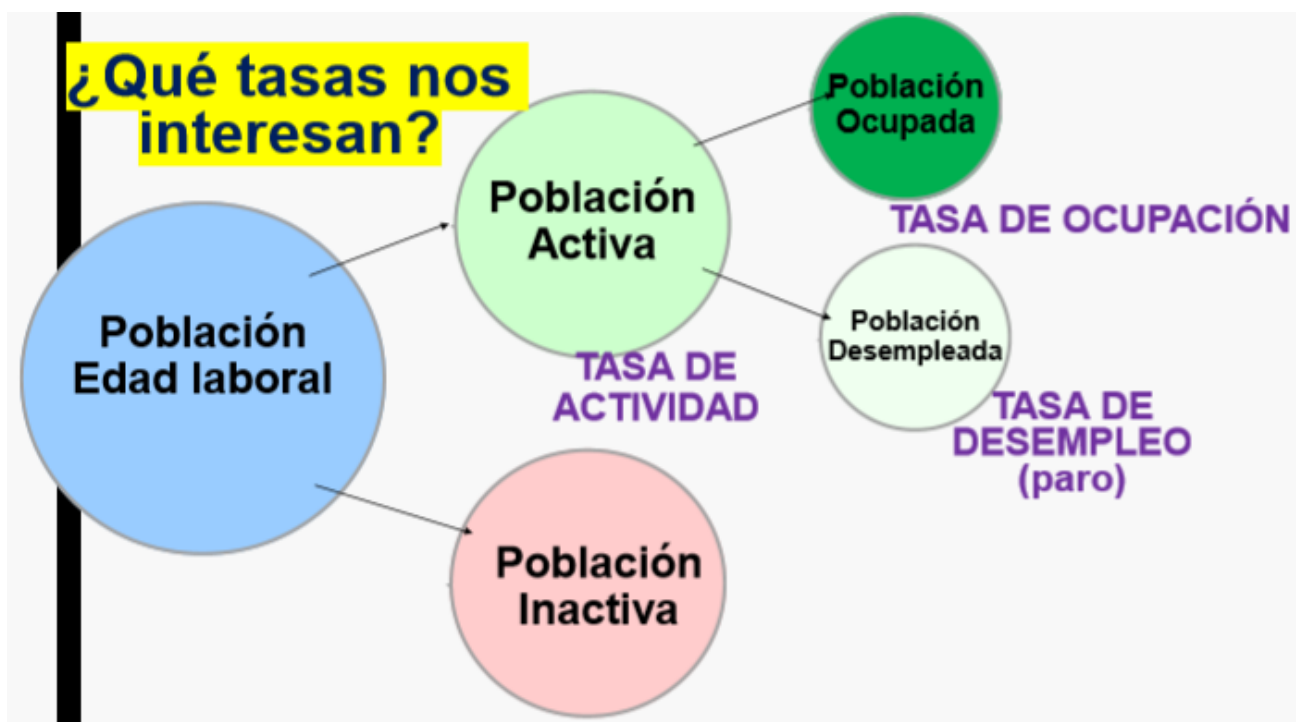 ¿Qué tasas nos
interesan?
Población
Ocupada
Población
Activa
TASA DE OCUPACIÓN
Población
Edad laboral
Población
Desempleada
TASA DE
ACTIVIDAD
TASA DE
DESEMPLEO
(paro)
Población
Inactiva